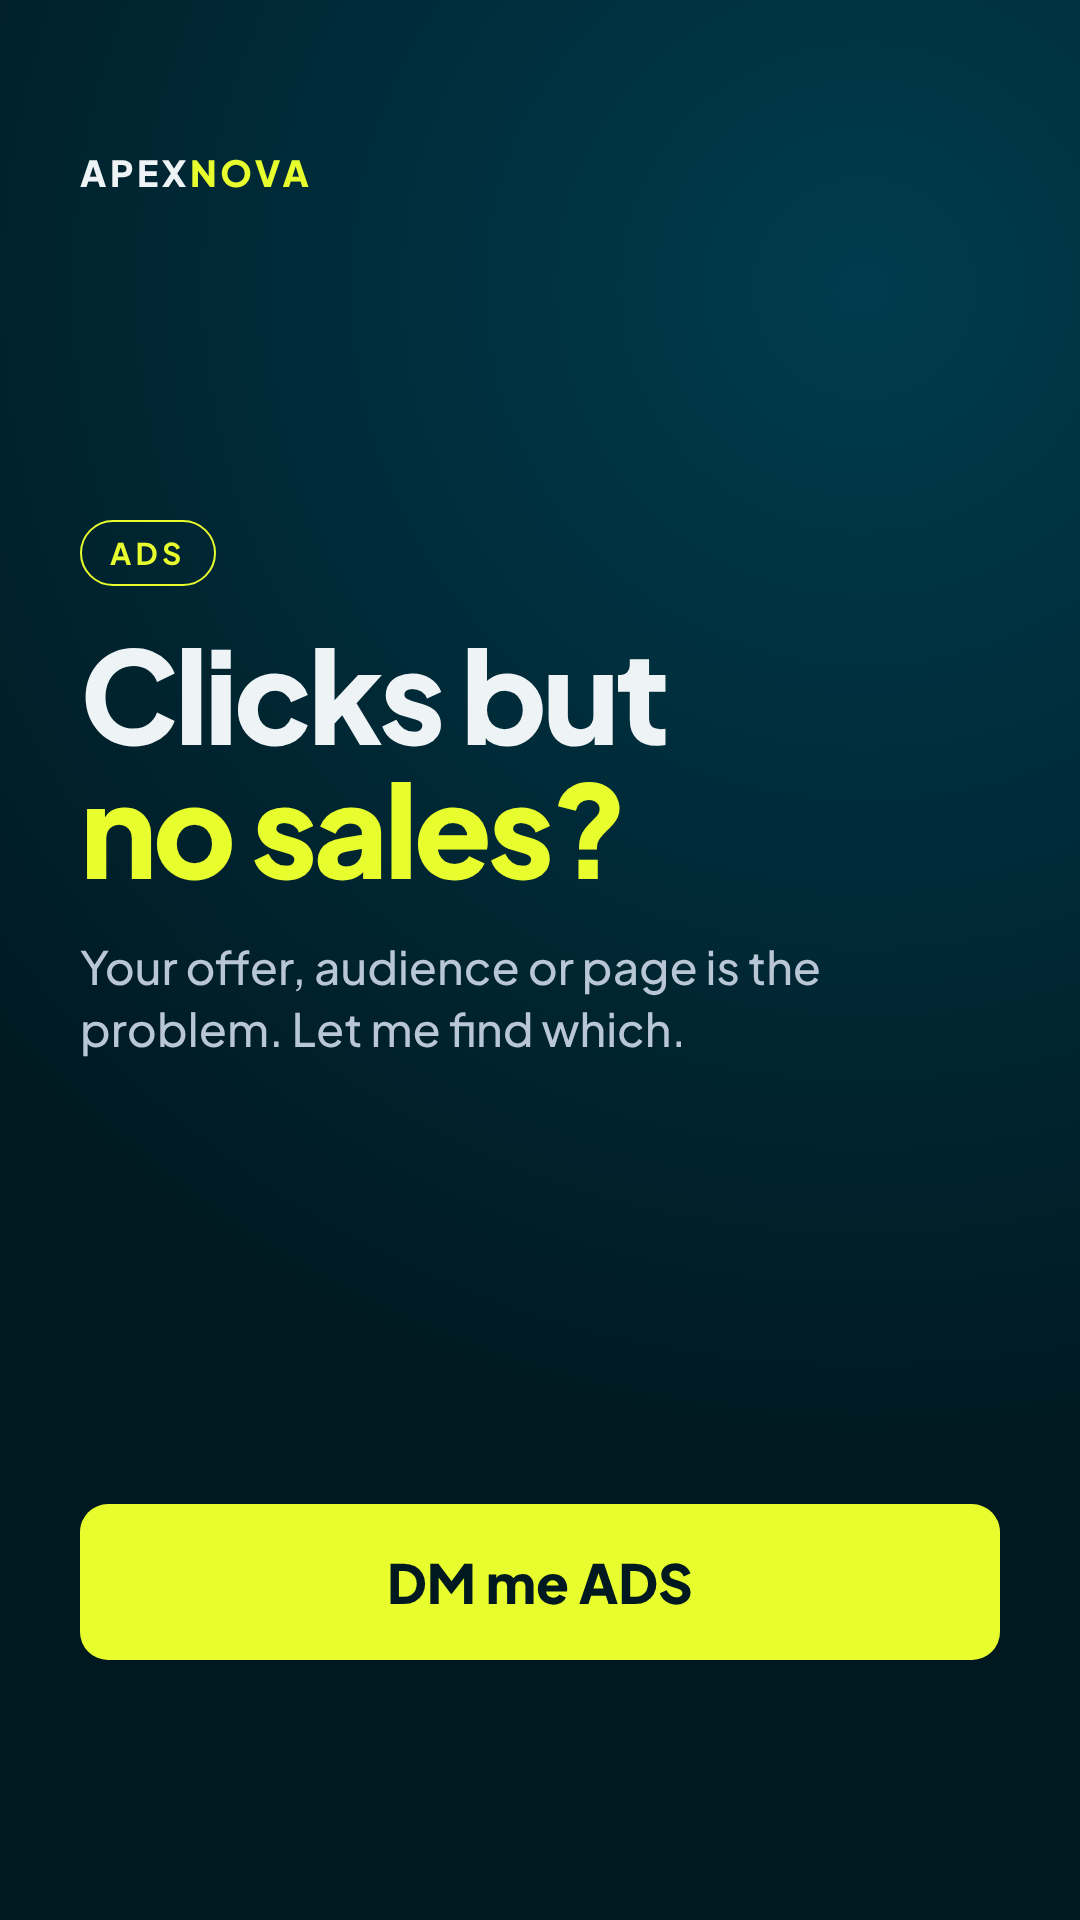 APEXNOVA
ADS
Clicks but
no sales?
Your offer, audience or page is the
problem. Let me find which.
DM me ADS